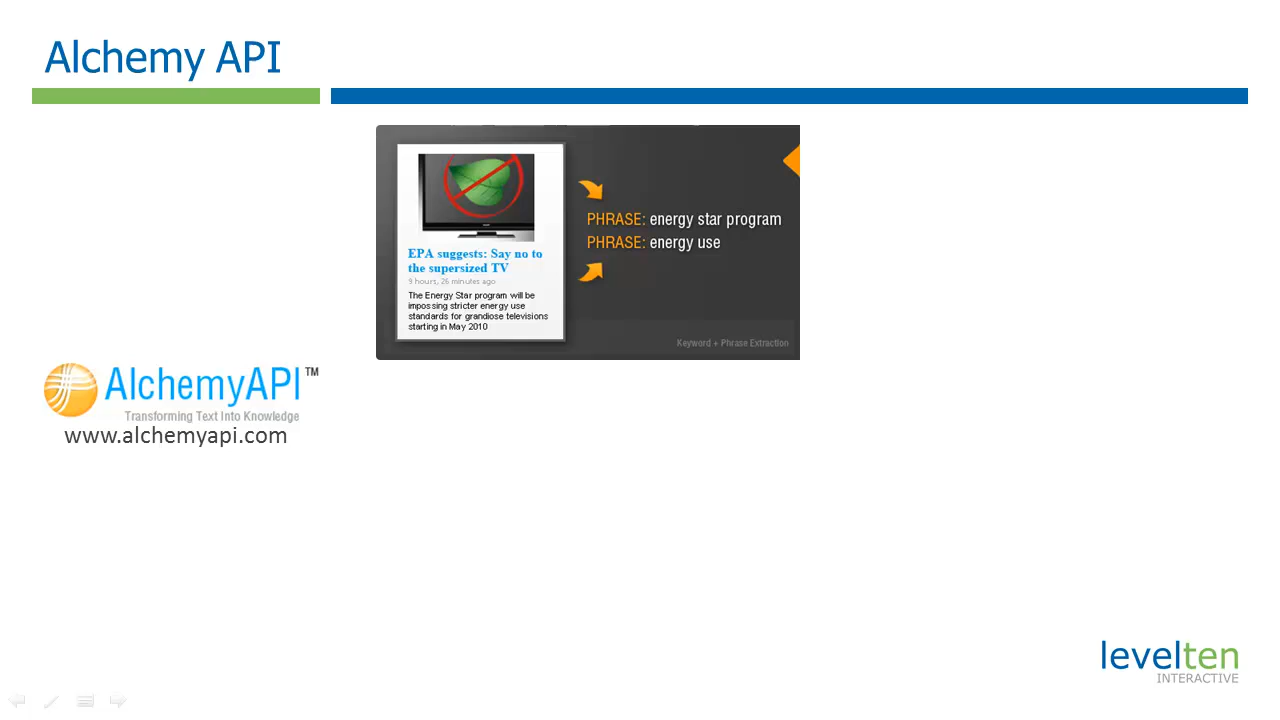 Alchemy API
EPA suggests: Say no to
the supersized TV
9 hours, 26 minutes ago
The Energy Star program will be
impossing stricter energy use
standards for grandiose televisions
starting in May 2010
PHRASE: energy star program
PHRASE: energy use
Keyword + Phrase Extraction
AlchemyAPI™
Transforming Text Into Knowledge
www.alchemyapi.com
levelten
INTERACTIVE